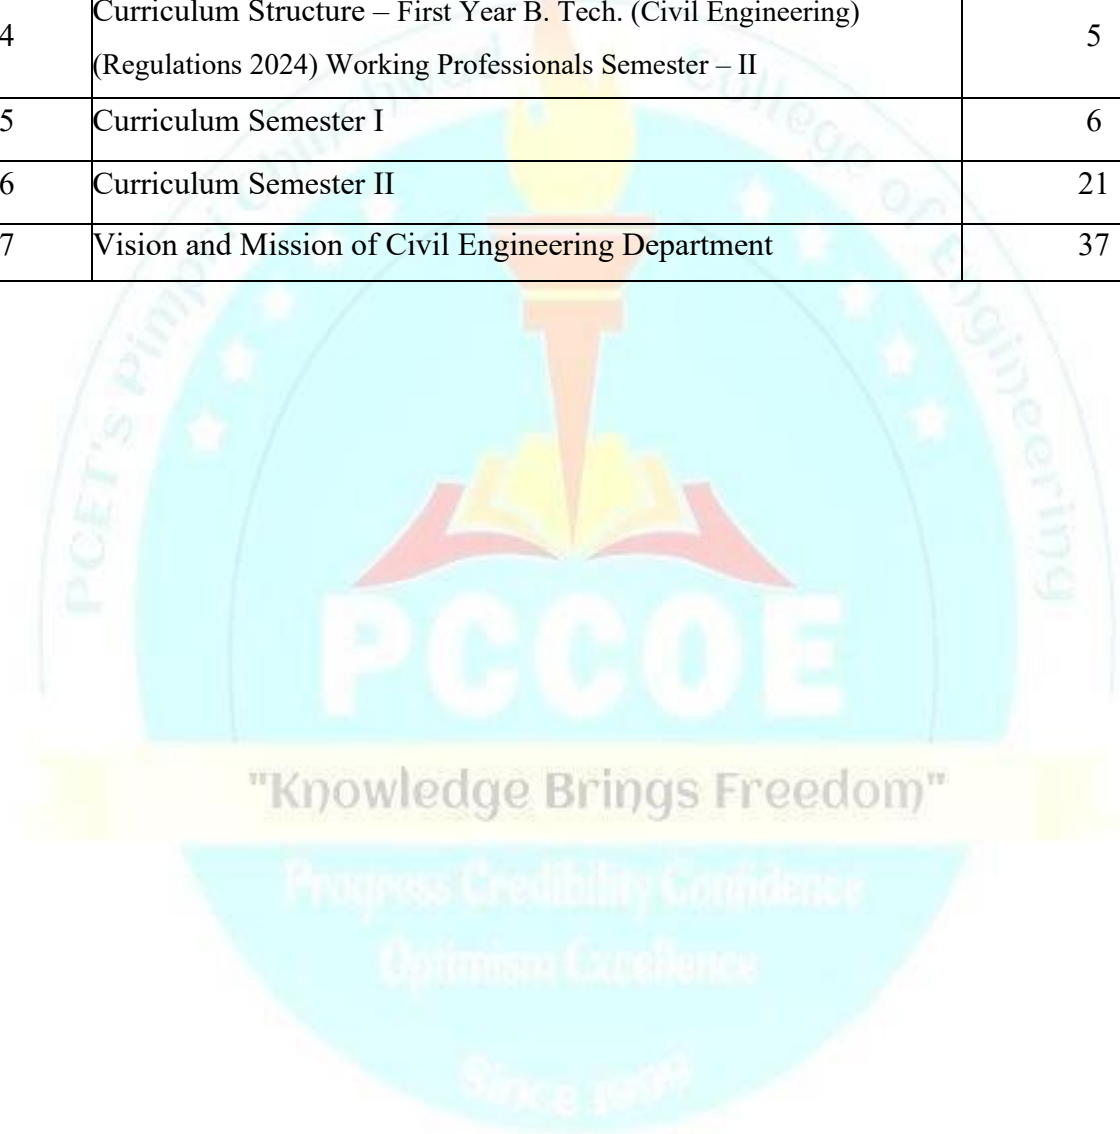 4 Curriculum Structure – First Year B. Tech. (Civil Engineering) 5
(Regulations 2024) Working Professionals Semester – II
5 Curriculum Semester I 6
6 Curriculum Semester II 21
7 Vision and Mission of Civil Engineering Department 37
PCET's Pimpri Chinchwad College of Engineering
PCCOE
"Knowledge Brings Freedom"
Progress Credibility Confidence
Optimism Excellence
Since 1999